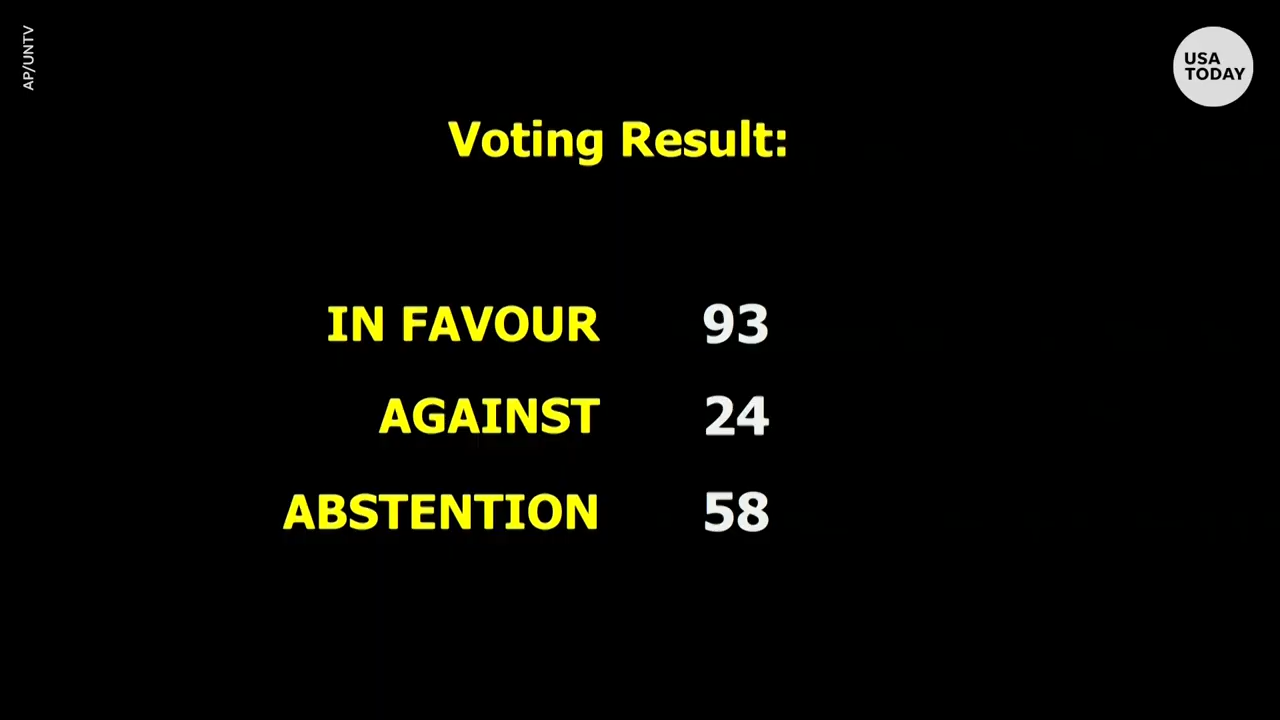 AP/UNTV
USA
TODAY
Voting Result:
IN FAVOUR 93
AGAINST 24
ABSTENTION 58